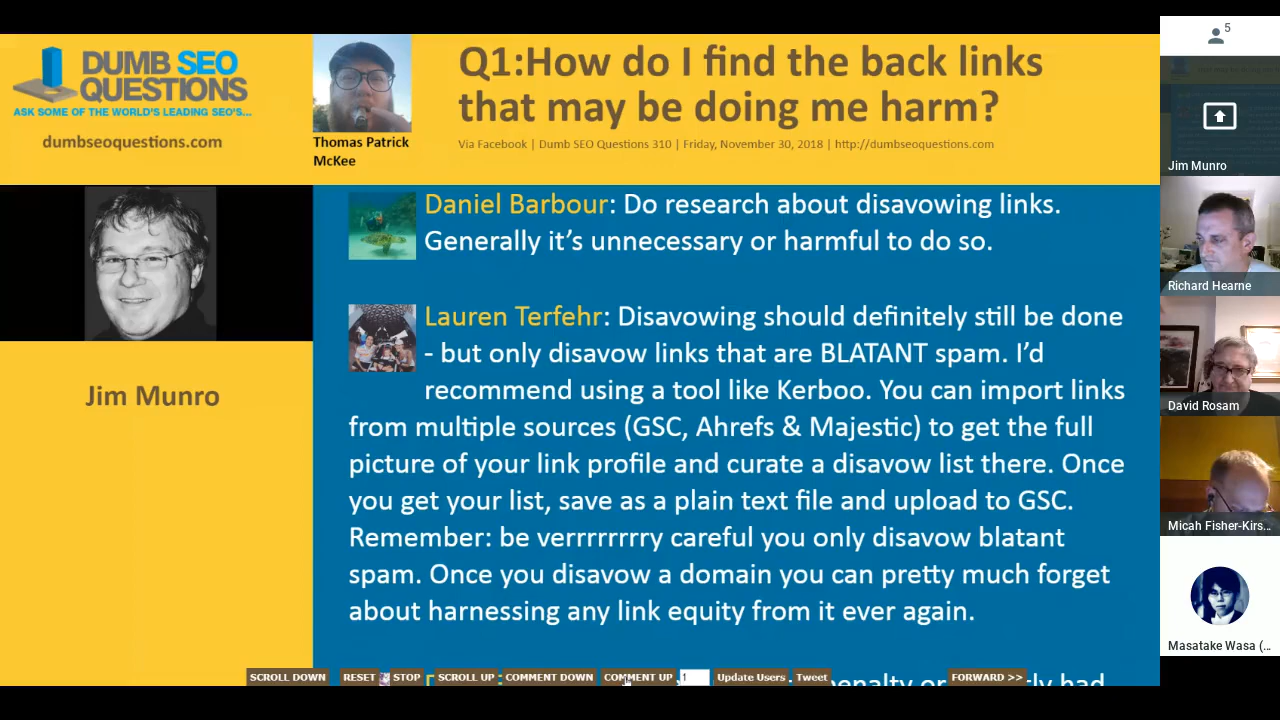 DUMB SEO
QUESTIONS
ASK SOME OF THE WORLD'S LEADING SEO'S...
dumbseoquestions.com
Thomas Patrick
McKee
Q1:How do I find the back links
that may be doing me harm?
Via Facebook | Dumb SEO Questions 310 | Friday, November 30, 2018 | http://dumbseoquestions.com
Jim Munro
Daniel Barbour: Do research about disavowing links.
Generally it's unnecessary or harmful to do so.
Lauren Terfehr: Disavowing should definitely still be done
- but only disavow links that are BLATANT spam. I'd
recommend using a tool like Kerboo. You can import links
from multiple sources (GSC, Ahrefs & Majestic) to get the full
picture of your link profile and curate a disavow list there. Once
you get your list, save as a plain text file and upload to GSC.
Remember: be verrrrrrrry careful you only disavow blatant
spam. Once you disavow a domain you can pretty much forget
about harnessing any link equity from it ever again.
penalty or
had
SCROLL DOWN RESET STOP SCROLL UP COMMENT DOWN COMMENT UP 1 Update Users Tweet FORWARD >>
5
Jim Munro
Richard Hearne
David Rosam
Micah Fisher-Kirs...
Masatake Wasa (...